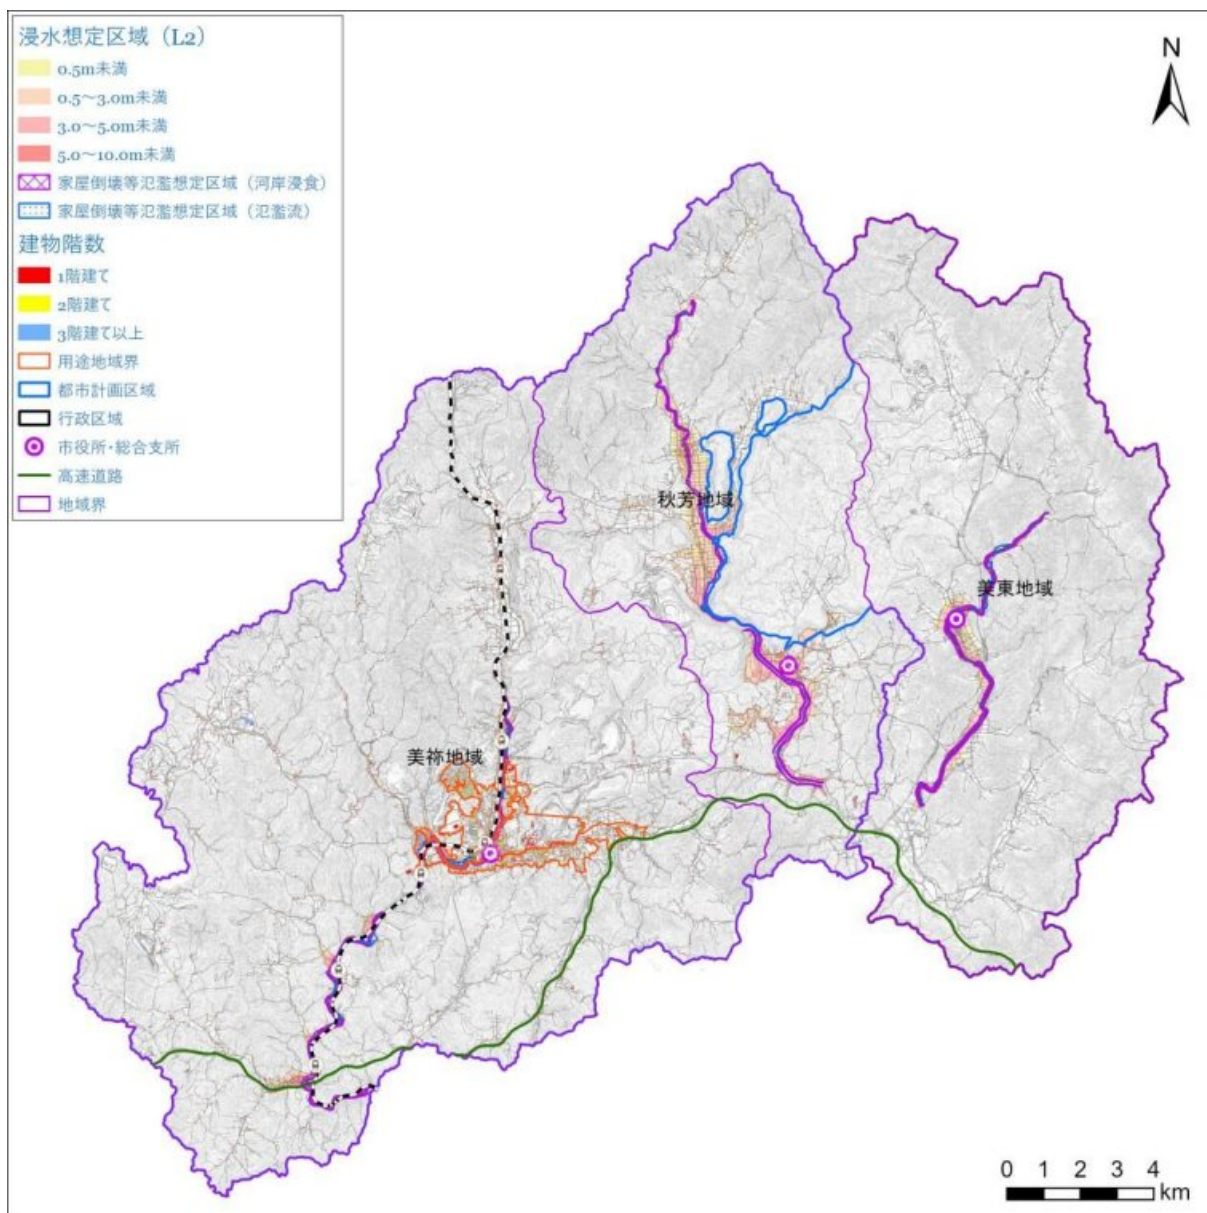 浸水想定区域（L2）
0.5m未満
0.5～3.0m未満
3.0～5.0m未満
5.0～10.0m未満
家屋倒壊等氾濫想定区域（河岸浸食）
家屋倒壊等氾濫想定区域（氾濫流）
建物階数
1階建て
2階建て
3階建て以上
用途地域界
都市計画区域
行政区域
市役所・総合支所
高速道路
地域界
N
秋芳地域
美東地域
美祢地域
0 1 2 3 4
km